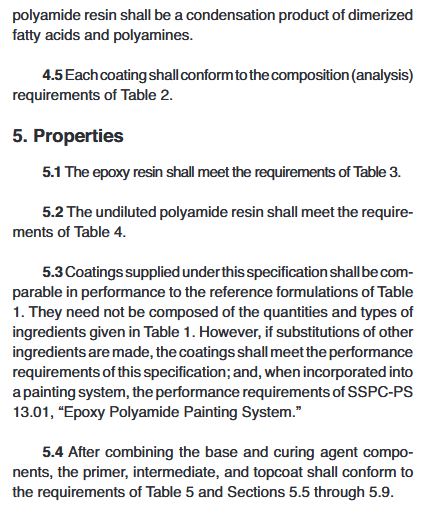 polyamide resin shall be a condensation product of dimerized
fatty acids and polyamines.
4.5 Each coating shall conform to the composition (analysis)
requirements of Table 2.
5. Properties
5.1 The epoxy resin shall meet the requirements of Table 3.
5.2 The undiluted polyamide resin shall meet the require-
ments of Table 4.
5.3 Coatings supplied under this specification shall be com-
parable in performance to the reference formulations of Table
1. They need not be composed of the quantities and types of
ingredients given in Table 1. However, if substitutions of other
ingredients are made, the coatings shall meet the performance
requirements of this specification; and, when incorporated into
a painting system, the performance requirements of SSPC-PS
13.01, “Epoxy Polyamide Painting System.”
5.4 After combining the base and curing agent compo-
nents, the primer, intermediate, and topcoat shall conform to
the requirements of Table 5 and Sections 5.5 through 5.9.